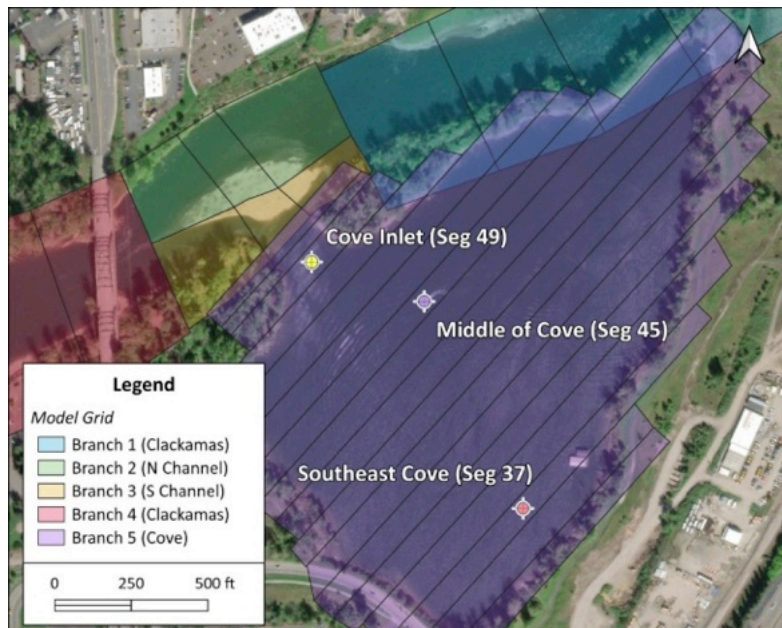 Cove Inlet (Seg 49)
Middle of Cove (Seg 45)
Southeast Cove (Seg 37)
Legend
Model Grid
Branch 1 (Clackamas)
Branch 2 (N Channel)
Branch 3 (S Channel)
Branch 4 (Clackamas)
Branch 5 (Cove)
0 250 500 ft